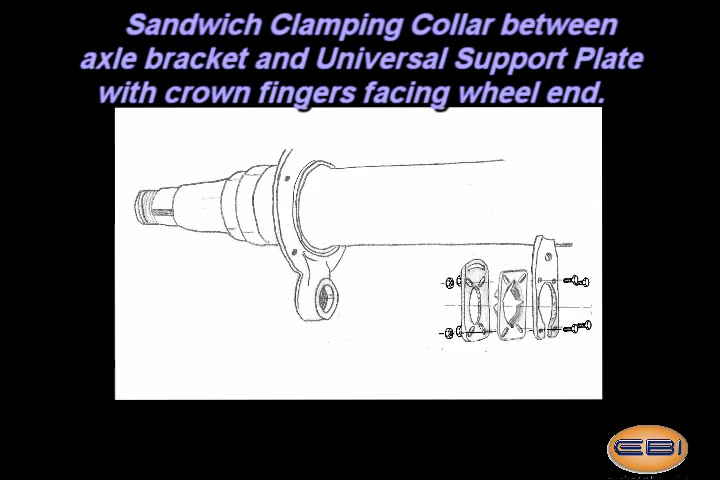 Sandwich Clamping Collar between
axle bracket and Universal Support Plate
with crown fingers facing wheel end.
EBI